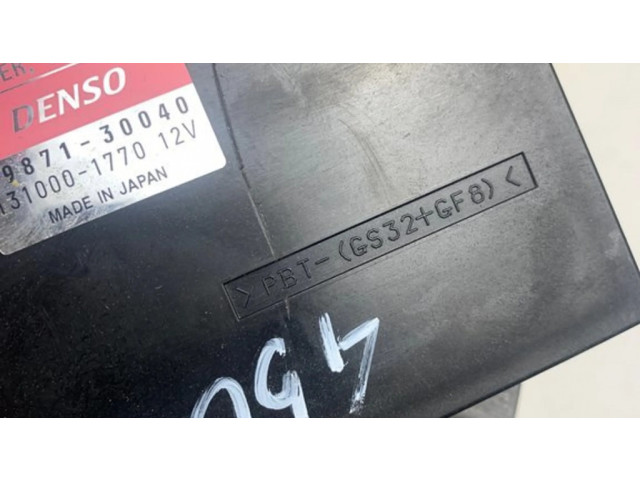 DENSO
9871-30040
131000-1770 12V
MADE IN JAPAN
>PBT-(GS32+GF8)<